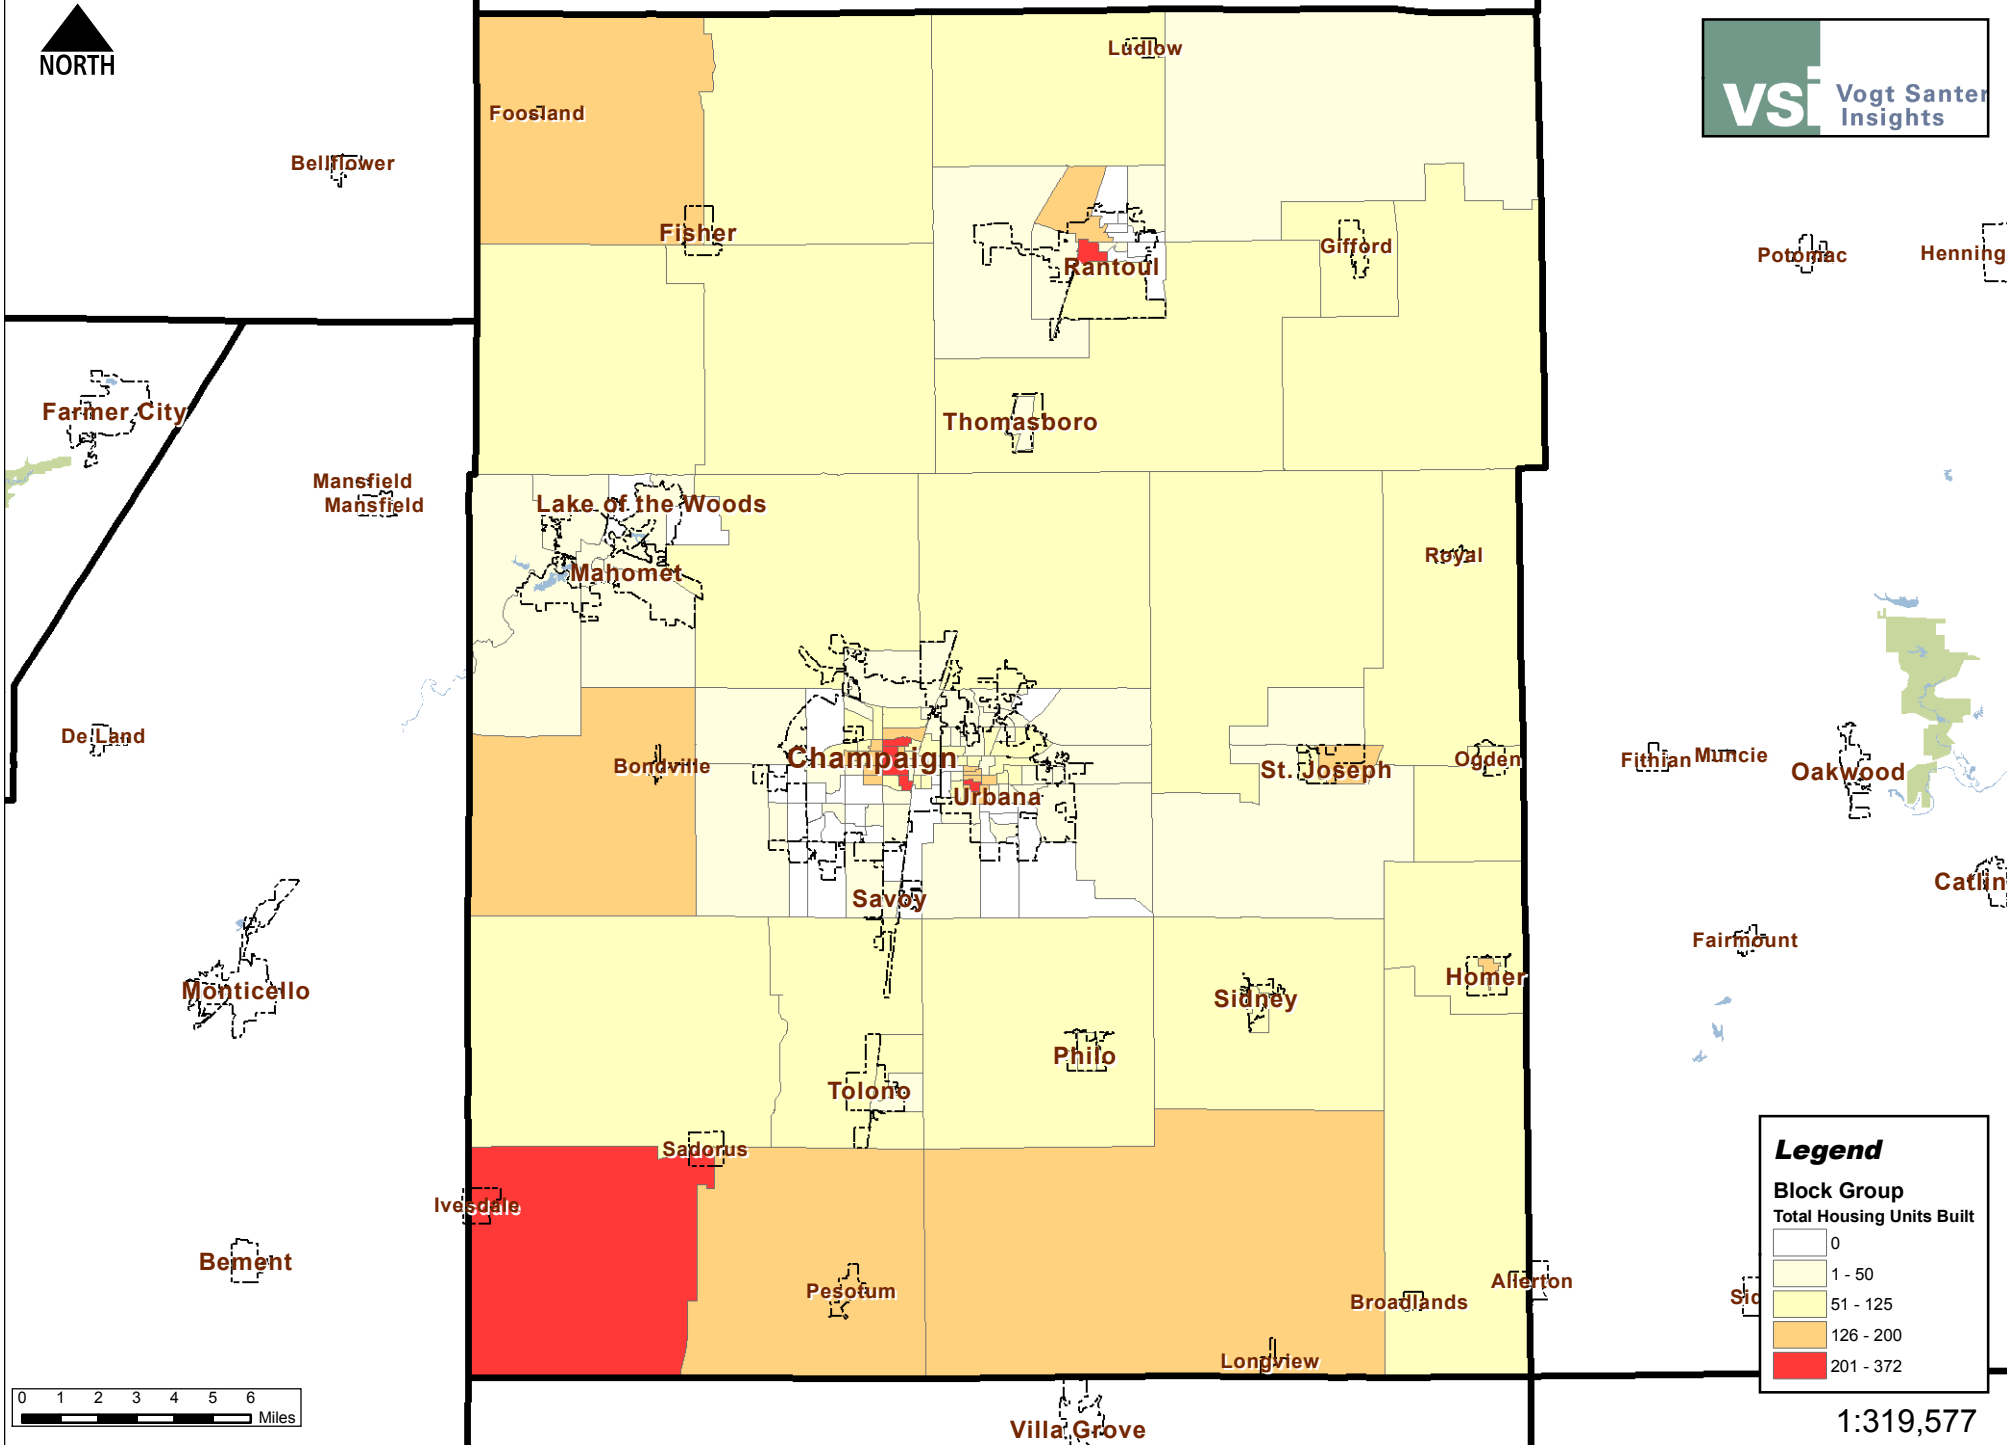 NORTH
vsi
Vogt Santer
Insights
Ludlow
Foosland
Bellflower
Fisher
Rantoul
Gifford
Potomac
Henning
Farmer City
Thomasboro
Mansfield
Mansfield
Lake of the Woods
Royal
Mahomet
De Land
Bondville
Champaign
Urbana
St. Joseph
Ogden
Fithian
Muncie
Oakwood
Savoy
Catlin
Fairmount
Monticello
Homer
Sidney
Philo
Tolono
Sadorus
Ivesdale
Bement
Pesotum
Broadlands
Allerton
Sid
Longview
Villa Grove
Legend
Block Group
Total Housing Units Built
0
1 - 50
51 - 125
126 - 200
201 - 372
0 1 2 3 4 5 6
Miles
1:319,577